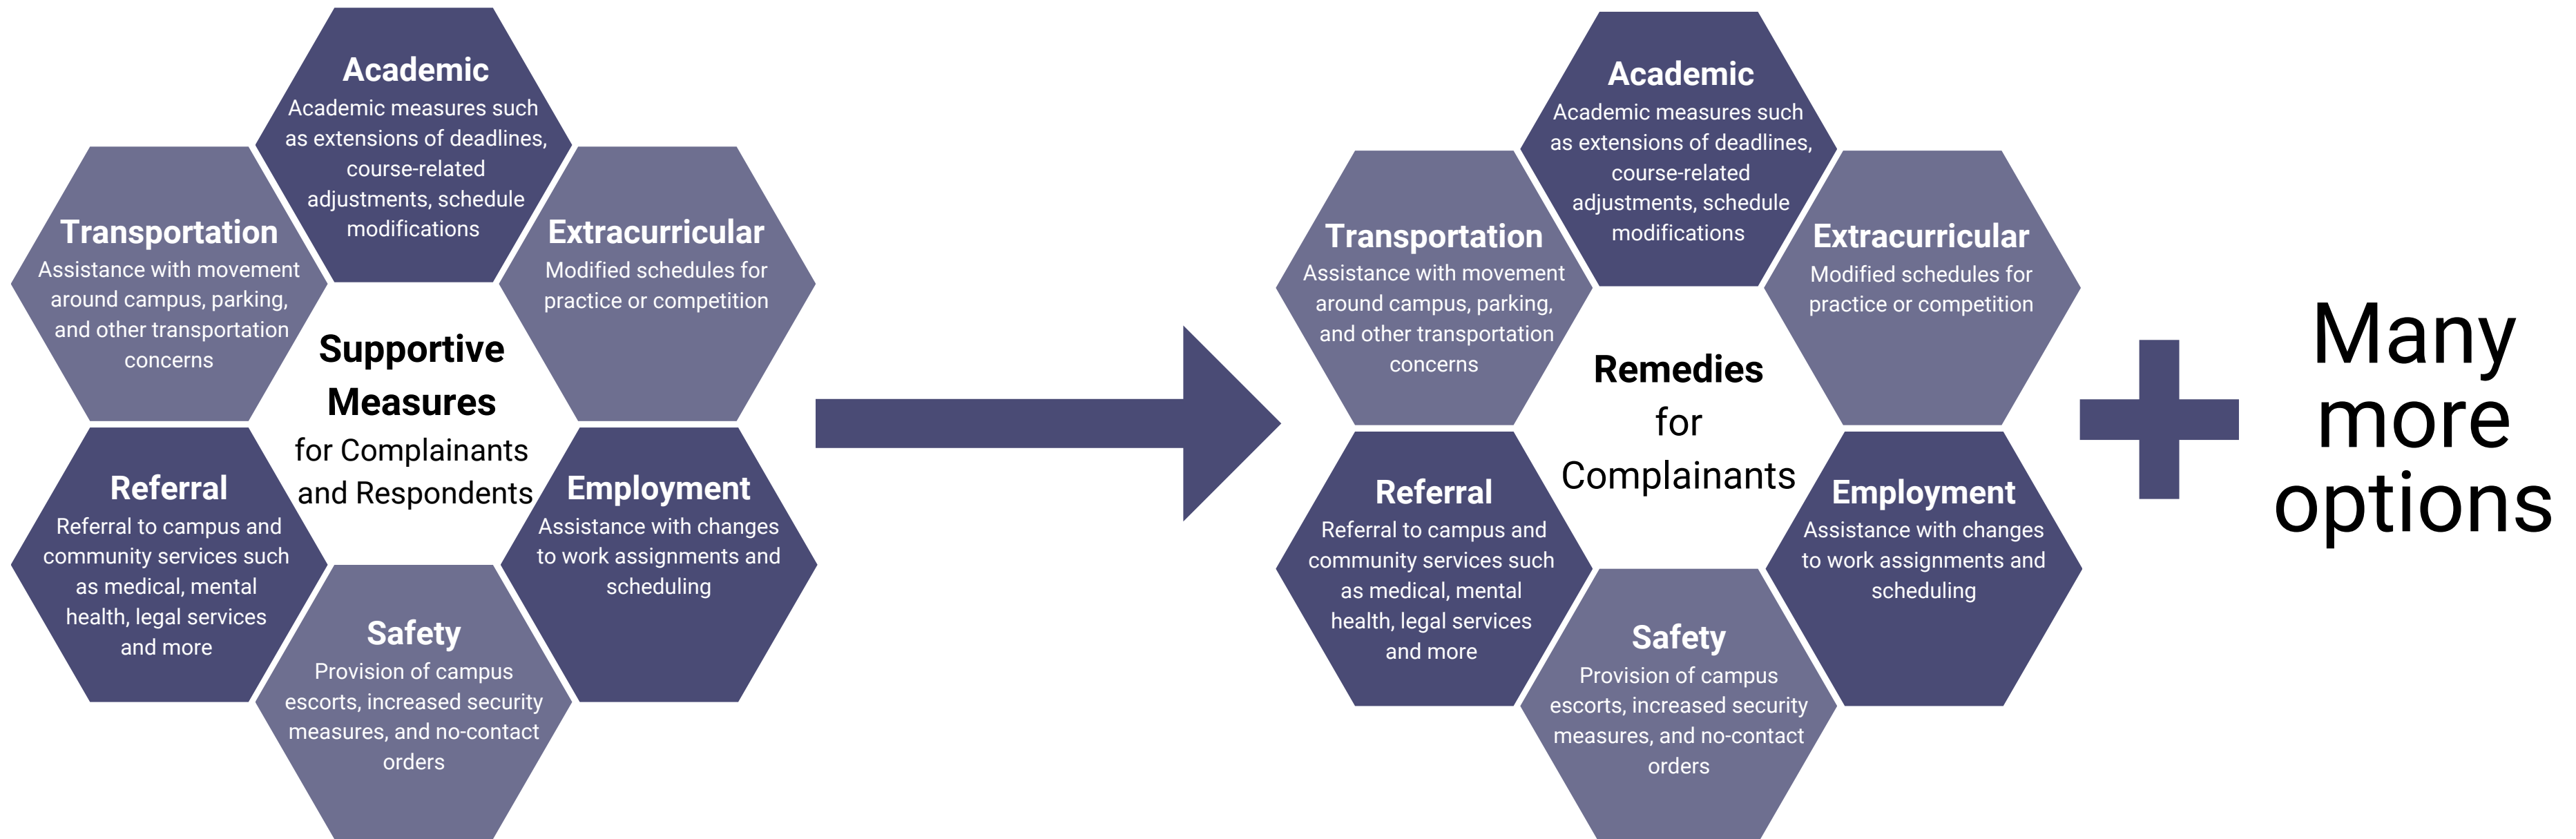 Academic
Academic measures such
as extensions of deadlines,
course-related
adjustments, schedule
modifications
Transportation
Assistance with movement
around campus, parking,
and other transportation
concerns
Extracurricular
Modified schedules for
practice or competition
Supportive
Measures
for Complainants
and Respondents
Referral
Referral to campus and
community services such
as medical, mental
health, legal services
and more
Employment
Assistance with changes
to work assignments and
scheduling
Safety
Provision of campus
escorts, increased security
measures, and no-contact
orders
Academic
Academic measures such
as extensions of deadlines,
course-related
adjustments, schedule
modifications
Transportation
Assistance with movement
around campus, parking,
and other transportation
concerns
Extracurricular
Modified schedules for
practice or competition
Remedies
for
Complainants
Referral
Referral to campus and
community services such
as medical, mental
health, legal services
and more
Employment
Assistance with changes
to work assignments and
scheduling
Safety
Provision of campus
escorts, increased security
measures, and no-contact
orders
Many
more
options